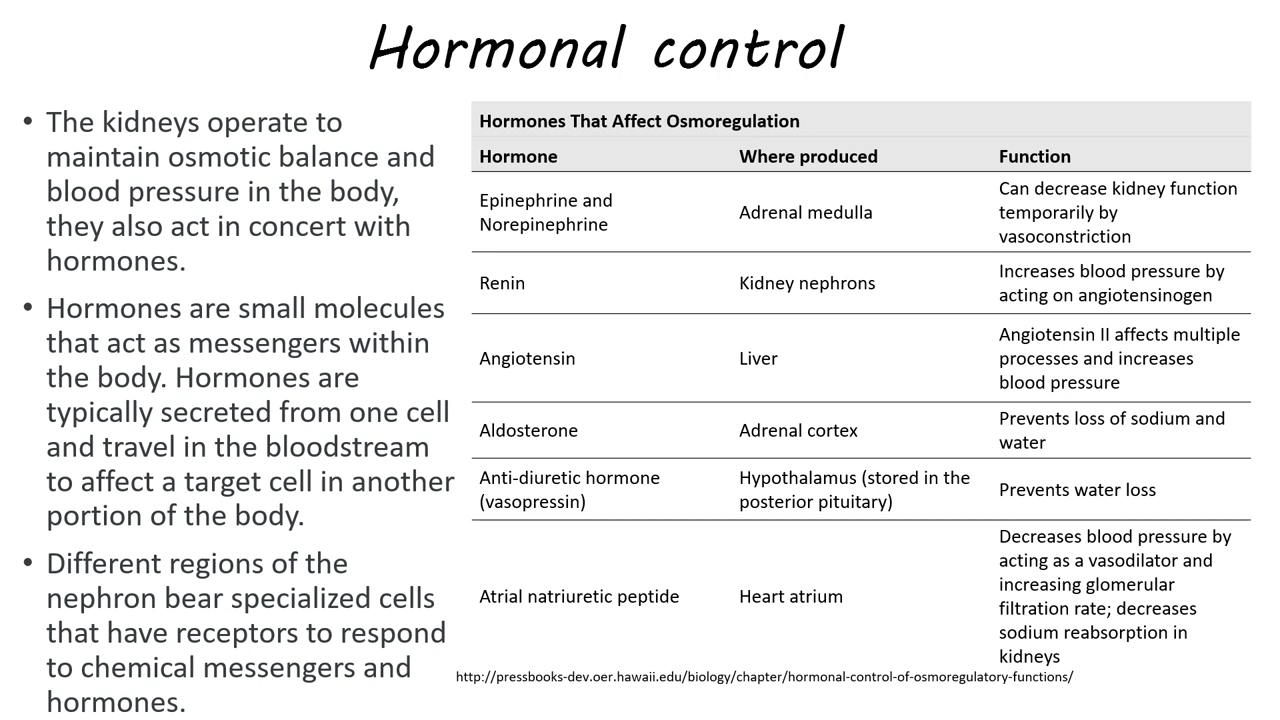 Hormonal control
• The kidneys operate to
maintain osmotic balance and
blood pressure in the body,
they also act in concert with
hormones.
• Hormones are small molecules
that act as messengers within
the body. Hormones are
typically secreted from one cell
and travel in the bloodstream
to affect a target cell in another
portion of the body.
• Different regions of the
nephron bear specialized cells
that have receptors to respond
to chemical messengers and
hormones.
Hormones That Affect Osmoregulation
Hormone Where produced Function
Epinephrine and
Norepinephrine
Adrenal medulla
Can decrease kidney function
temporarily by
vasoconstriction
Renin
Kidney nephrons
Increases blood pressure by
acting on angiotensinogen
Angiotensin
Liver
Angiotensin II affects multiple
processes and increases
blood pressure
Aldosterone
Adrenal cortex
Prevents loss of sodium and
water
Anti-diuretic hormone
(vasopressin)
Hypothalamus (stored in the
posterior pituitary)
Prevents water loss
Atrial natriuretic peptide
Heart atrium
Decreases blood pressure by
acting as a vasodilator and
increasing glomerular
filtration rate; decreases
sodium reabsorption in
kidneys
http://pressbooks-dev.oer.hawaii.edu/biology/chapter/hormonal-control-of-osmoregulatory-functions/